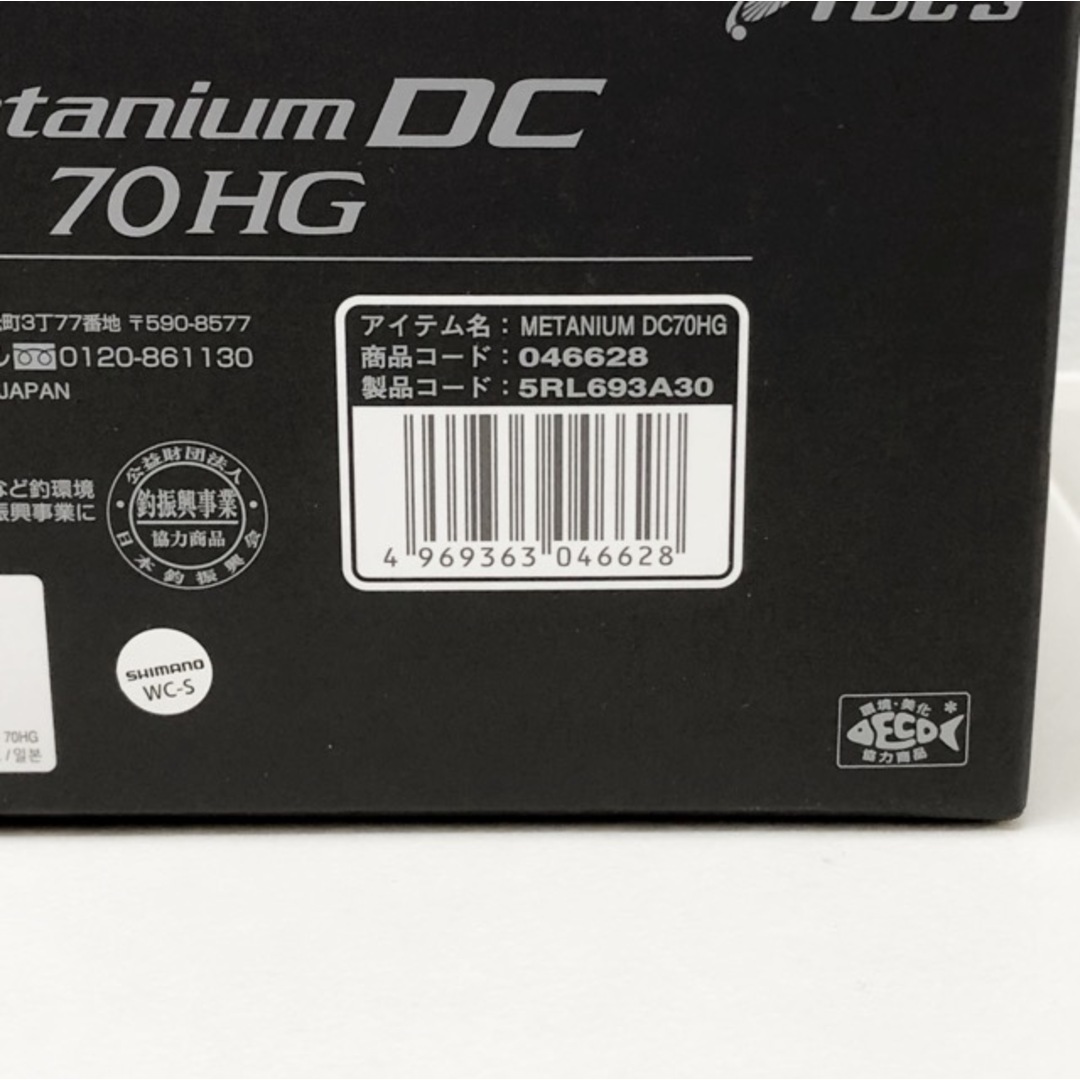 tanium DC
70HG
町3丁77番地 〒590-8577
0120-861130
JAPAN
アイテム名 : METANIUM DC70HG
商品コード : 046628
製品コード : 5RL693A30
4 969363 046628
など釣環境
振興事業に
公益財団法人
釣振興事業
協力商品
日本釣振興会
SHIMANO
WC-S
70HG
/일본
環境・美化
ECO
協力商品